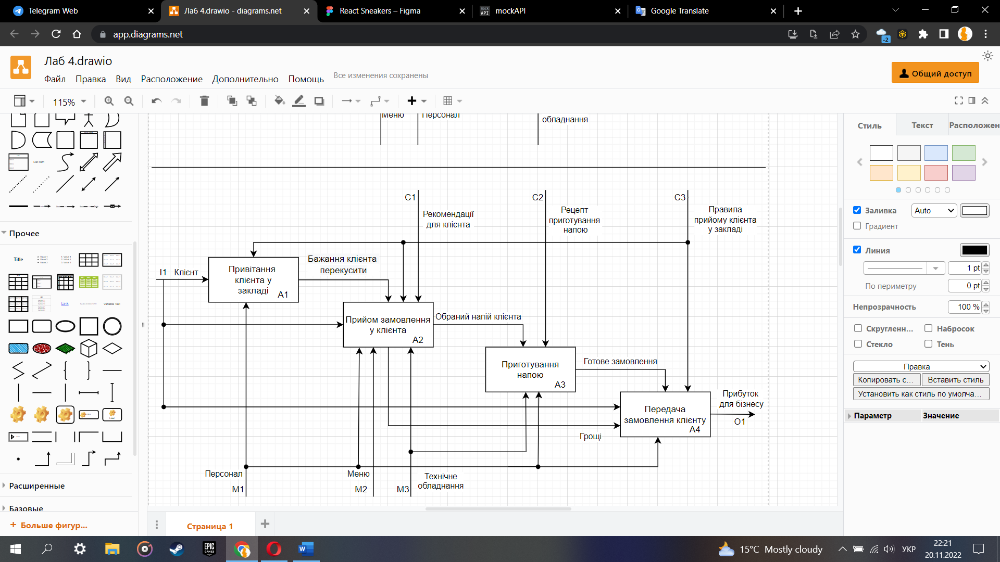 Telegram Web
Лаб 4.drawio - diagrams.net
React Sneakers – Figma
mockAPI
Google Translate
app.diagrams.net
-2
Лаб 4.drawio
Файл Правка Вид Расположение Дополнительно Помощь
Все изменения сохранены
Общий доступ
115%
Меню
Персонал
обладнання
C1
C2
C3
Рекомендації
для клієнта
Рецепт
приготування
напою
Правила
прийому клієнта
у закладі
I1 Клієнт
Привітання
клієнта у
закладі
A1
Бажання клієнта
перекусити
Прийом замовлення
у клієнта
A2
Обраний напій клієнта
Приготування
напою
A3
Готове замовлення
Передача
замовлення клієнту
A4
Прибуток
для бізнесу
O1
Грощі
Персонал
M1
Меню
M2
M3
Технічне
обладнання
List Item
Прочее
Title
Link
Variable Text
Расширенные
Базовые
+ Больше фигур...
Страница 1
Стиль
Текст
Расположен
Заливка
Auto
Градиент
Линия
1 pt
По периметру
0 pt
Непрозрачность
100 %
Скругленн...
Набросок
Стекло
Тень
Правка
Копировать с...
Вставить стиль
Установить как стиль по умолча...
Параметр
Значение
EPIC
GAMES
15°C Mostly cloudy
УКР
22:21
20.11.2022